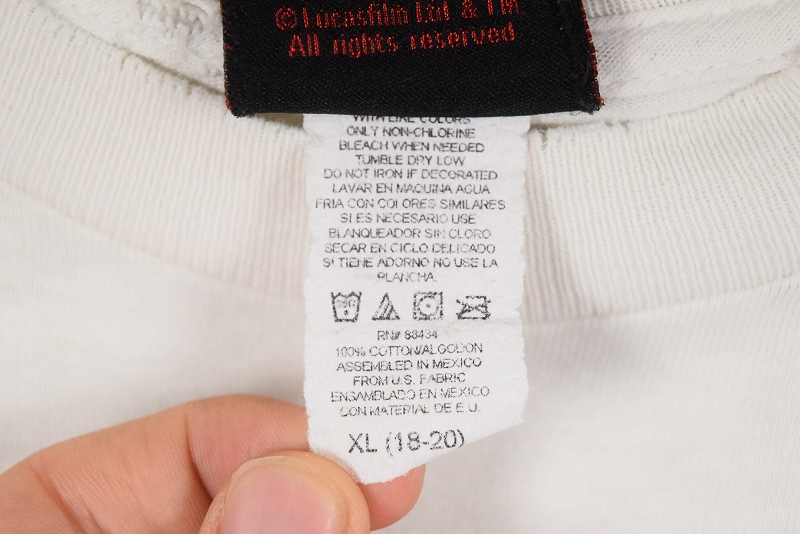 © Lucasfilm Ltd & TM
All rights reserved
WITH LIKE COLORS
ONLY NON-CHLORINE
BLEACH WHEN NEEDED
TUMBLE DRY LOW
DO NOT IRON IF DECORATED
LAVAR EN MAQUINA AGUA
FRIA CON COLORES SIMILARES
SI ES NECESARIO USE
BLANQUEADOR SIN CLORO
SECAR EN CICLO DELICADO
SI TIENE ADORNO NO USE LA
PLANCHA.
RN# 88434
100% COTTON/ALGODON
ASSEMBLED IN MEXICO
FROM U.S. FABRIC
ENSAMBLADO EN MEXICO
CON MATERIAL DE E.U.
XL (18-20)